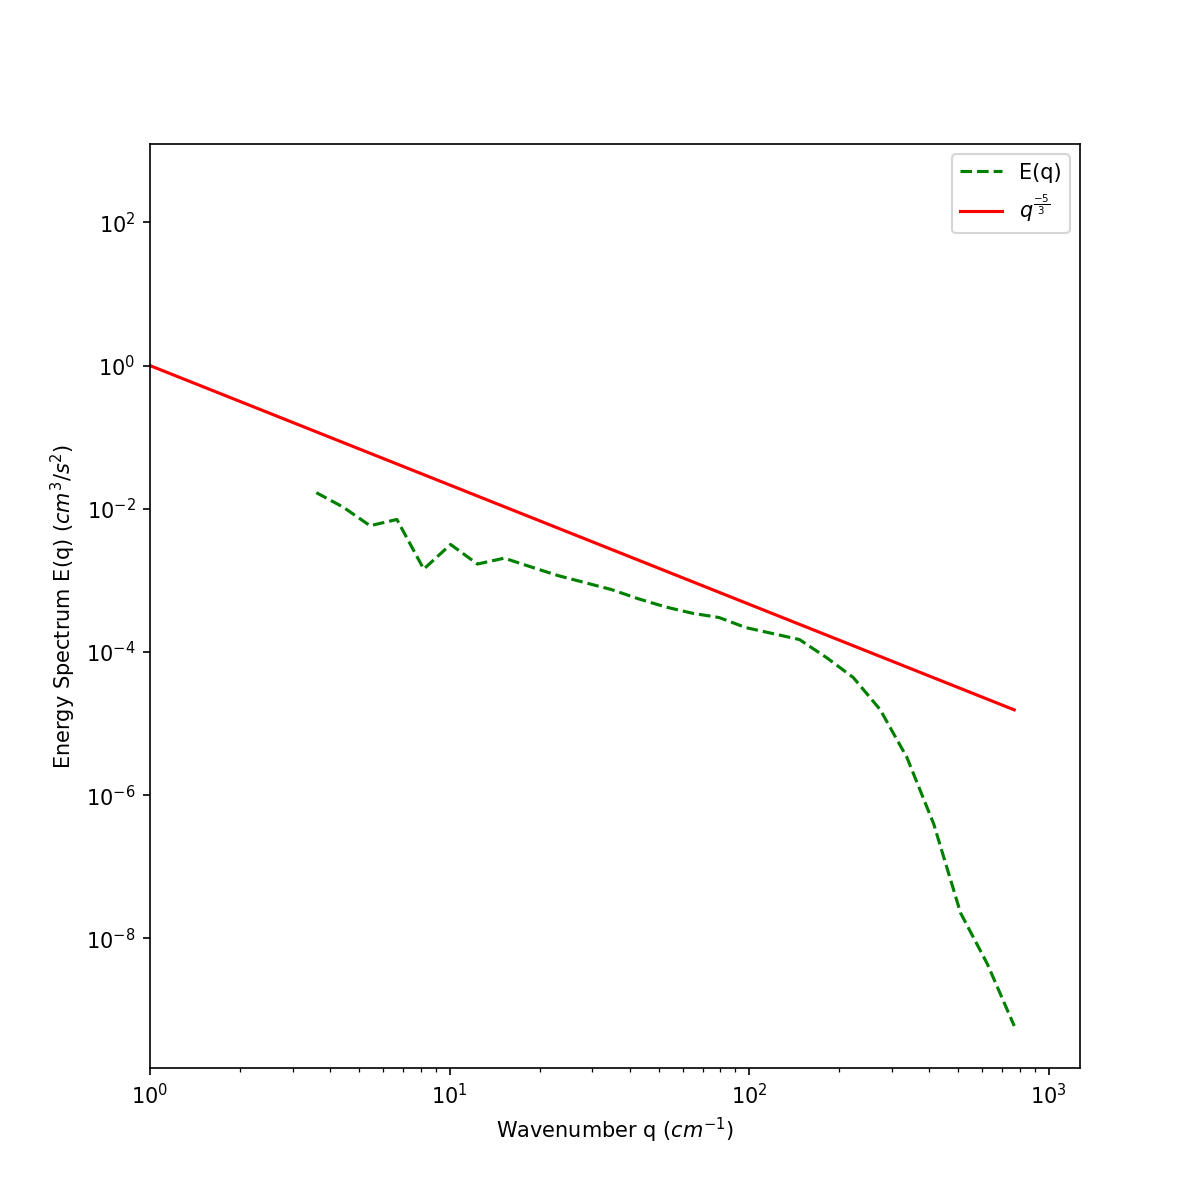 E(q)
q^{\frac{-5}{3}}
10^2
10^0
10^{-2}
10^{-4}
10^{-6}
10^{-8}
Energy Spectrum E(q) (cm^3/s^2)
10^0 10^1 10^2 10^3
Wavenumber q (cm^{-1})